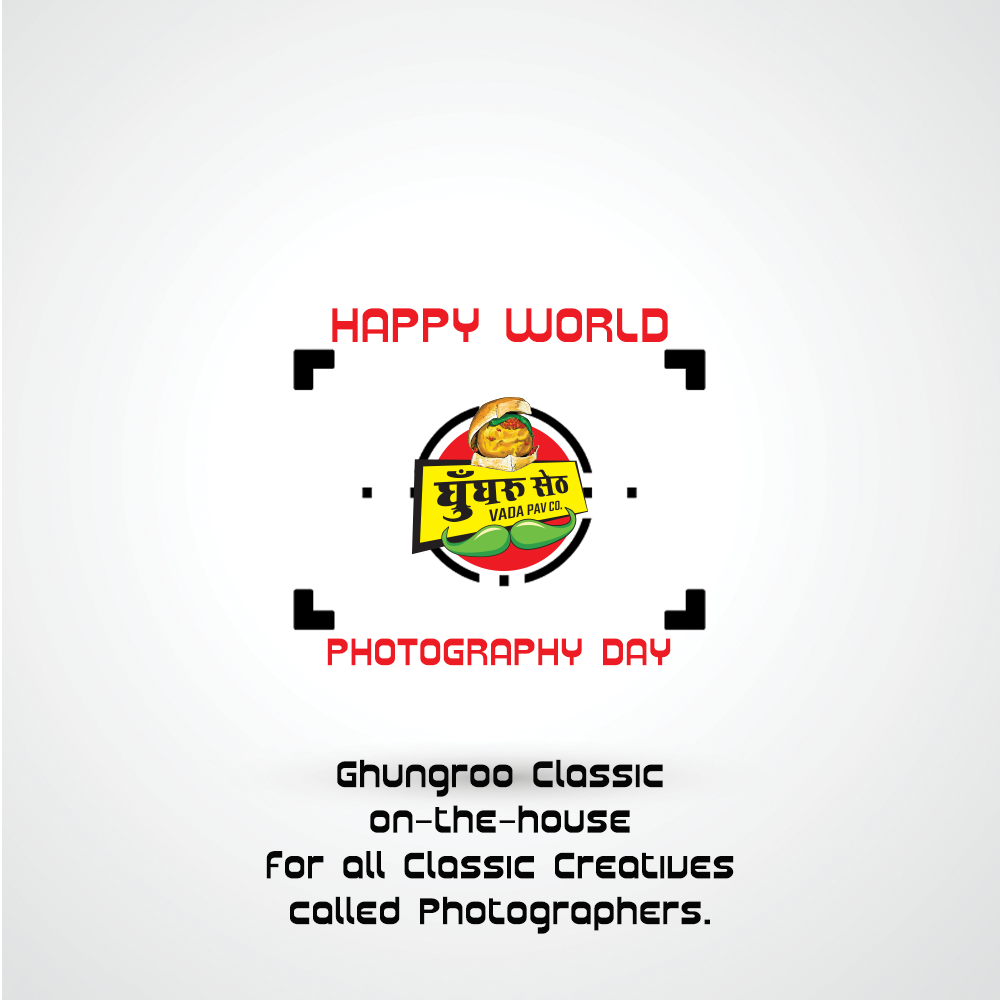 HAPPY WORLD
घुँघरू सेठ
VADA PAV CO.
PHOTOGRAPHY DAY
Ghungroo Classic
on-the-house
for all Classic Creatives
called Photographers.